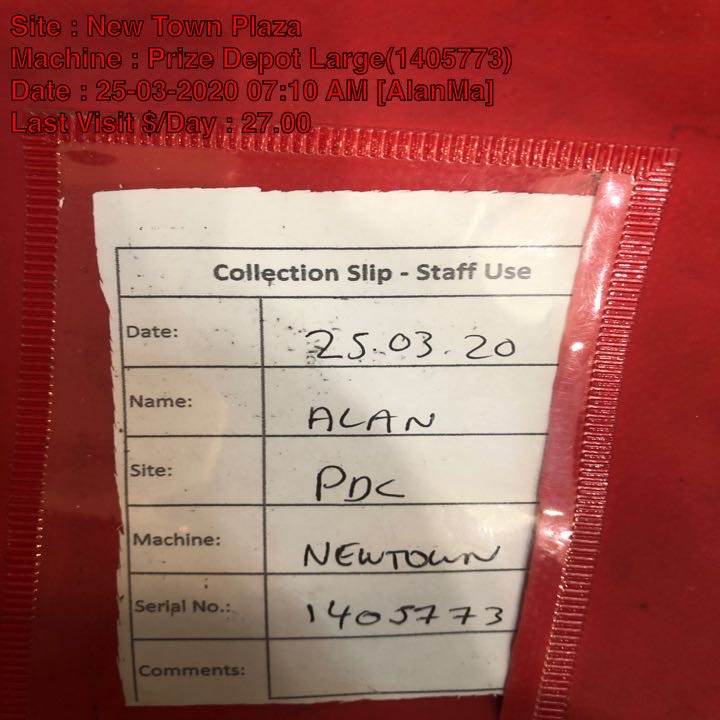 Site : New Town Plaza
Machine : Prize Depot Large(1405773)
Date : 25-03-2020 07:10 AM [AlanMa]
Last Visit $/Day : 27.00
Collection Slip - Staff Use
Date: 25.03.20
Name: ALAN
Site: PDC
Machine: NEWTOWN
Serial No.: 1405773
Comments: